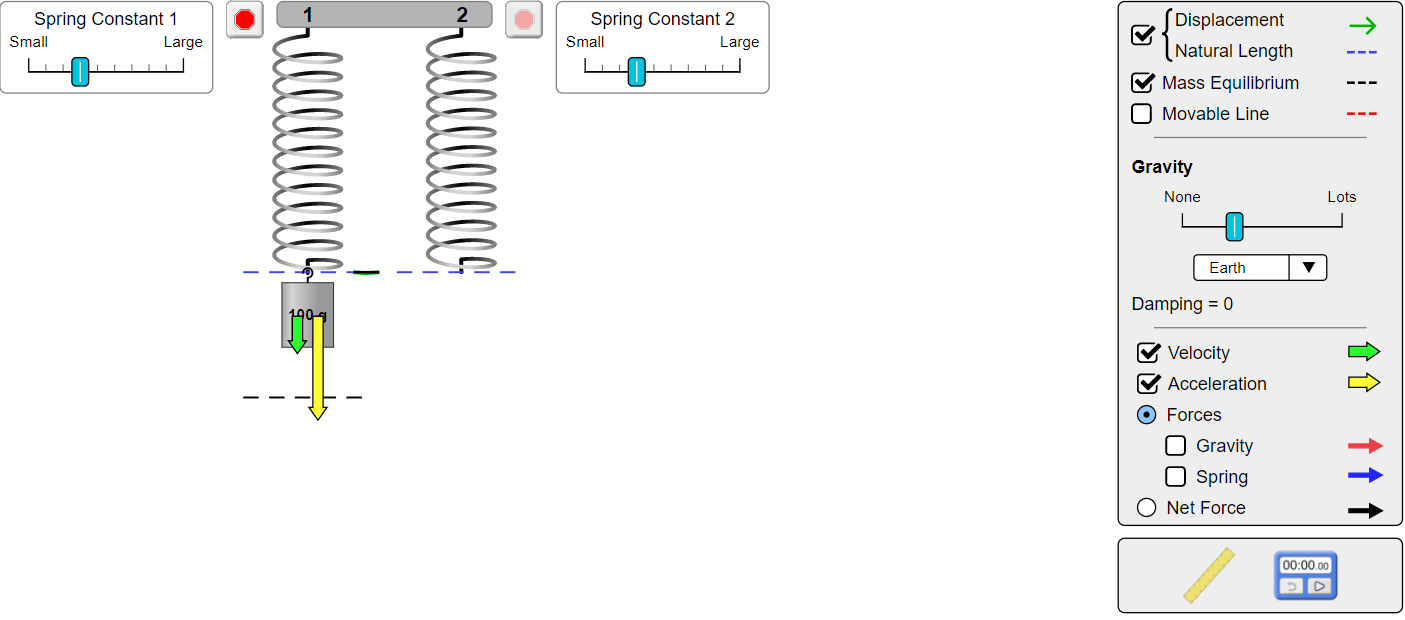 Spring Constant 1
Small Large
1 2
Spring Constant 2
Small Large
100 g
Displacement
Natural Length
Mass Equilibrium
Movable Line
Gravity
None Lots
Earth
Damping = 0
Velocity
Acceleration
Forces
Gravity
Spring
Net Force
00:00.00